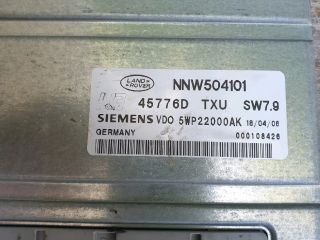 LAND
ROVER
NNW504101
45776D TXU SW7.9
SIEMENS VDO 5WP22000AK 18/04/06
GERMANY 000108426